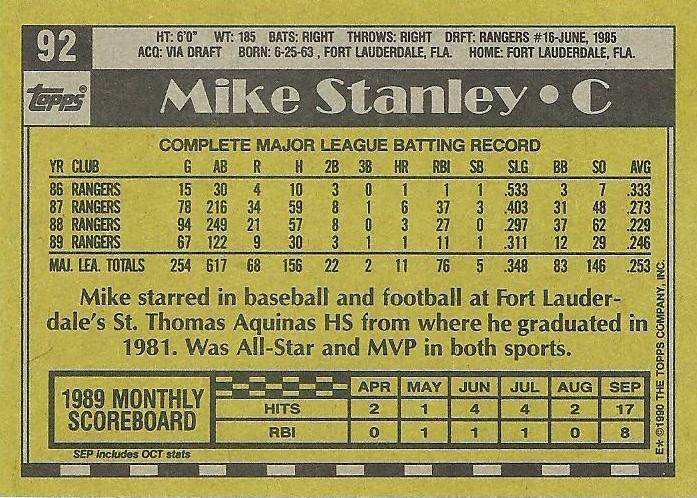 92
HT: 6'0" WT: 185 BATS: RIGHT THROWS: RIGHT DRFT: RANGERS #16-JUNE, 1985
ACQ: VIA DRAFT BORN: 6-25-63 , FORT LAUDERDALE, FLA. HOME: FORT LAUDERDALE, FLA.
topps®
Mike Stanley • C
COMPLETE MAJOR LEAGUE BATTING RECORD
YR CLUB G AB R H 2B 3B HR RBI SB SLG BB SO AVG
86 RANGERS 15 30 4 10 3 0 1 1 1 .533 3 7 .333
87 RANGERS 78 216 34 59 8 1 6 37 3 .403 31 48 .273
88 RANGERS 94 249 21 57 8 0 3 27 0 .297 37 62 .229
89 RANGERS 67 122 9 30 3 1 1 11 1 .311 12 29 .246
MAJ. LEA. TOTALS 254 617 68 156 22 2 11 76 5 .348 83 146 .253
Mike starred in baseball and football at Fort Lauder-
dale's St. Thomas Aquinas HS from where he graduated in
1981. Was All-Star and MVP in both sports.
1989 MONTHLY
SCOREBOARD
APR MAY JUN JUL AUG SEP
HITS 2 1 4 4 2 17
RBI 0 1 1 1 0 8
SEP includes OCT stats
E* © 1990 THE TOPPS COMPANY, INC.